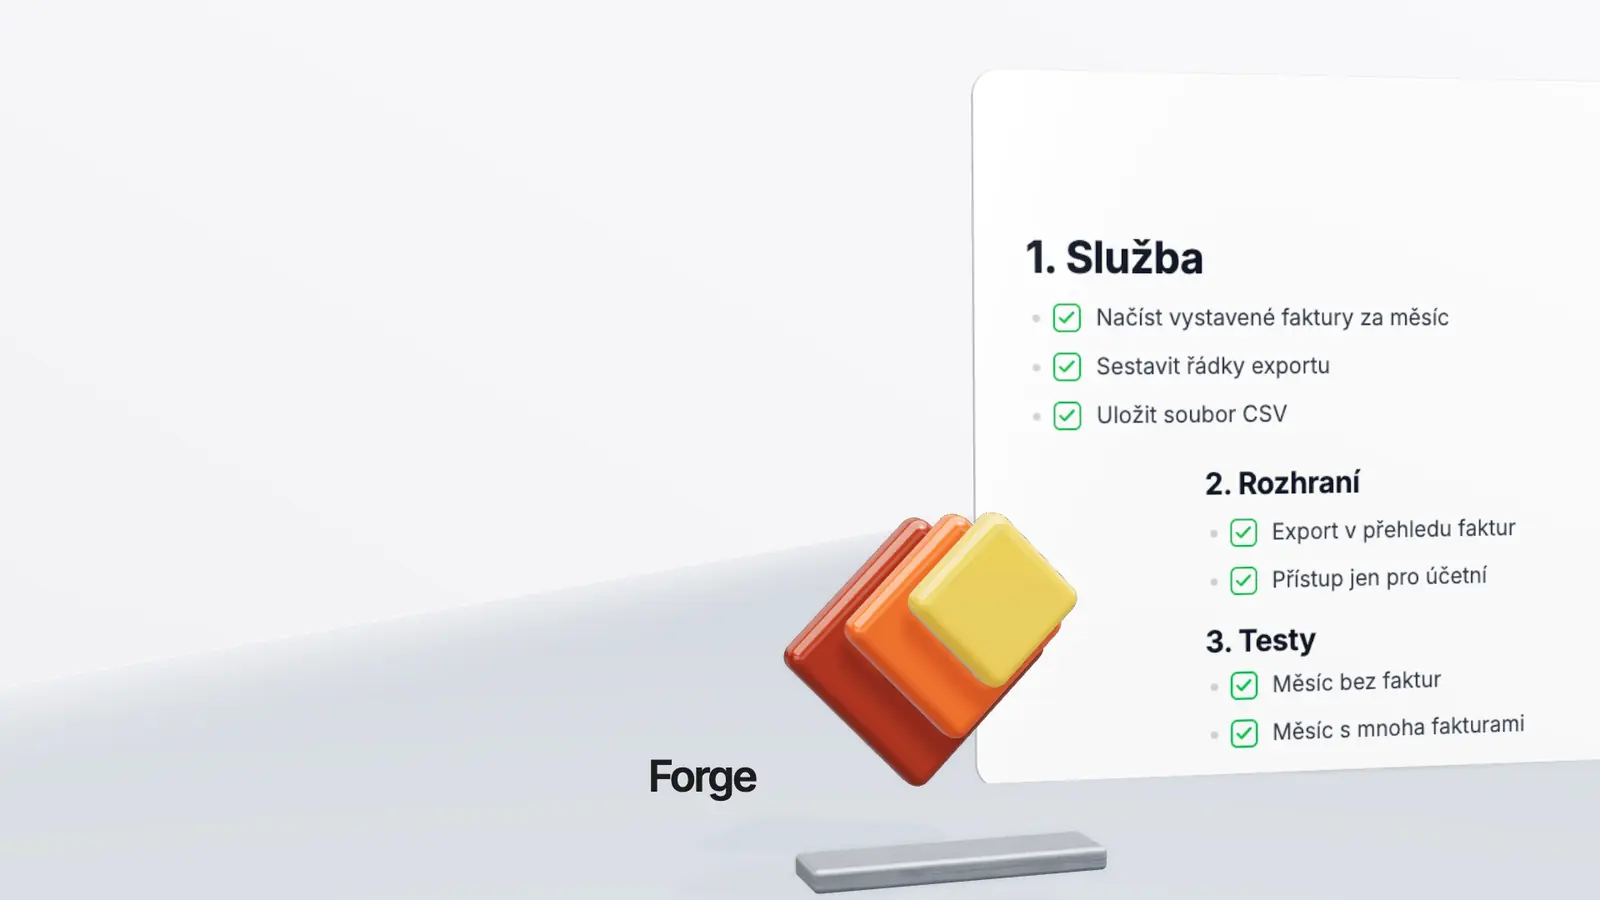 1. Služba
Načíst vystavené faktury za měsíc
Sestavit řádky exportu
Uložit soubor CSV
2. Rozhraní
Export v přehledu faktur
Přístup jen pro účetní
3. Testy
Měsíc bez faktur
Měsíc s mnoha fakturami
Forge